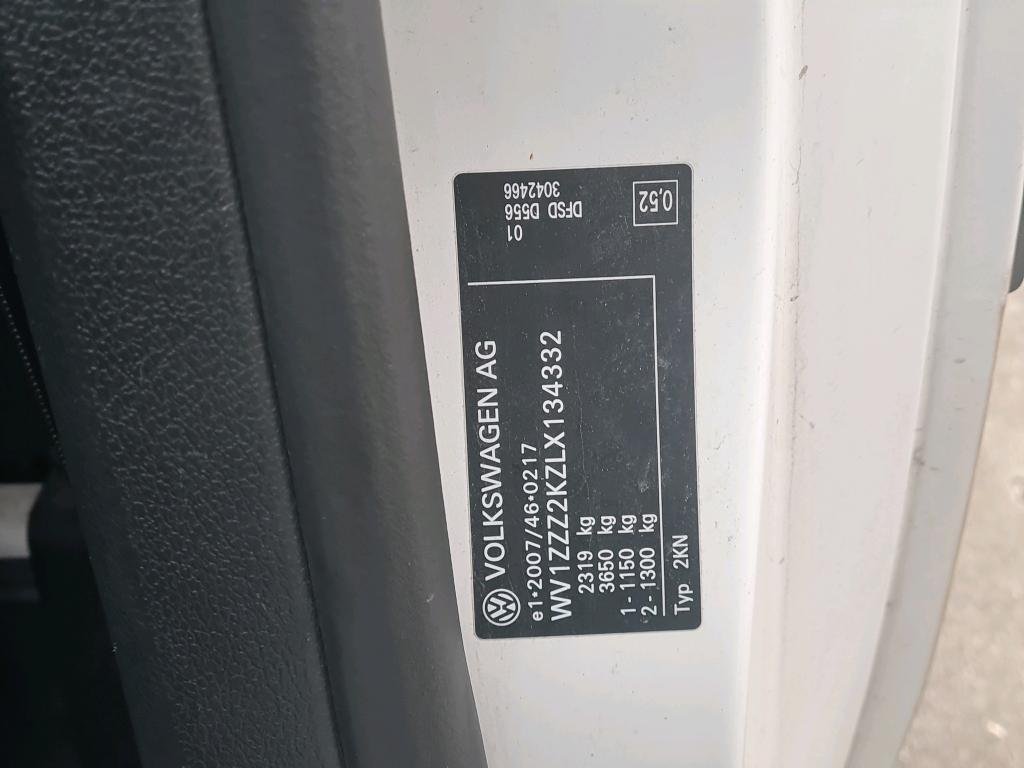 VOLKSWAGEN AG
e1*2007/46*0217
WV1ZZZ2KZLX134332
2319 kg
3650 kg
1 - 1150 kg
2 - 1300 kg
Typ 2KN
01
DFSD D556
3042466
0,52